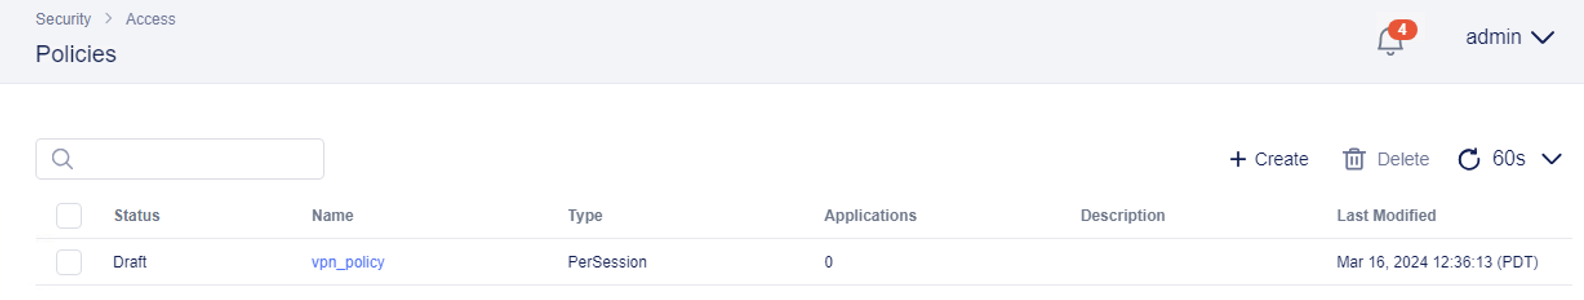 Security > Access
Policies
4
admin
Create
Delete
60s
Status Name Type Applications Description Last Modified
Draft vpn_policy PerSession 0 Mar 16, 2024 12:36:13 (PDT)